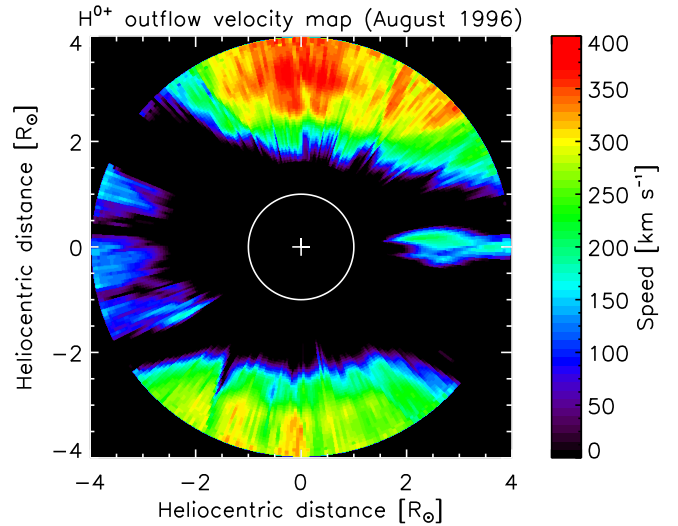 H⁰⁺ outflow velocity map (August 1996)
4
2
0
−2
−4
Heliocentric distance [R☉]
−4 −2 0 2 4
Heliocentric distance [R☉]
400
350
300
250
200
150
100
50
0
Speed [km s⁻¹]